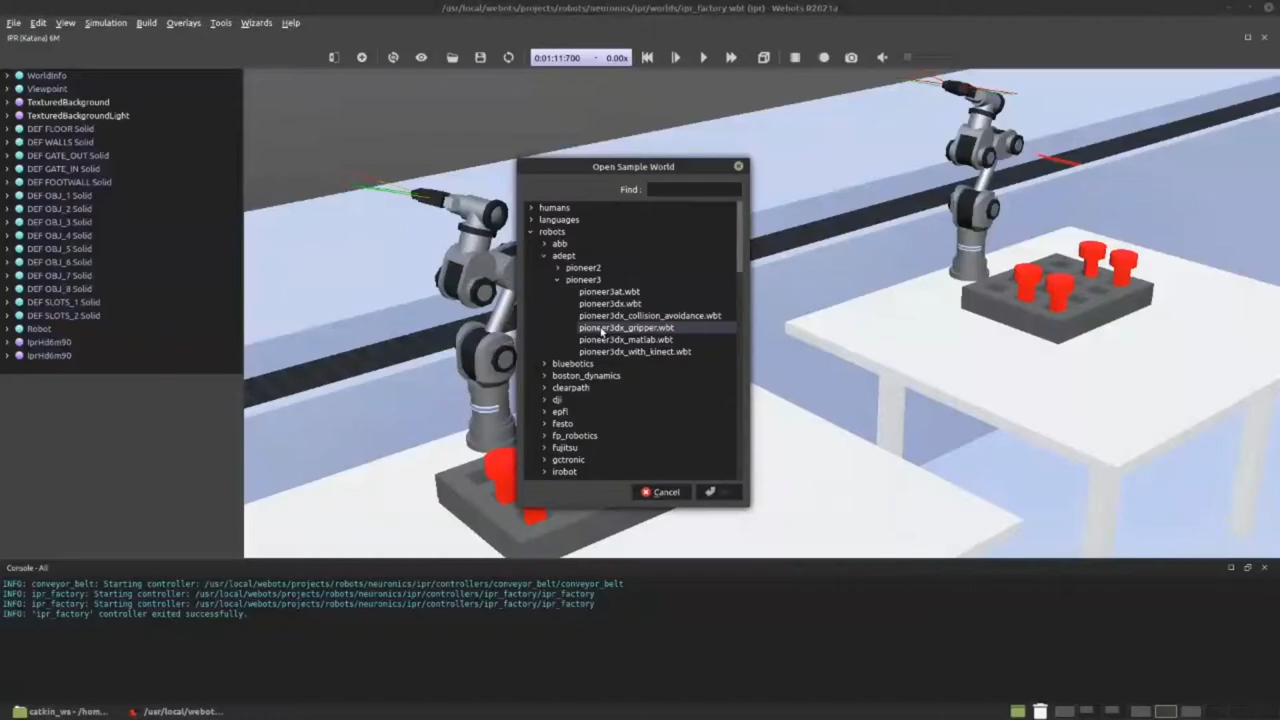 /usr/local/webots/projects/robots/neuronics/ipr/worlds/ipr_factory.wbt (ipr) - Webots R2021a
File Edit View Simulation Build Overlays Tools Wizards Help
IPR (Katana) 6M
0:01:11:700 - 0.00x
WorldInfo
Viewpoint
TexturedBackground
TexturedBackgroundLight
DEF FLOOR Solid
DEF WALLS Solid
DEF GATE_OUT Solid
DEF GATE_IN Solid
DEF FOOTWALL Solid
DEF OBJ_1 Solid
DEF OBJ_2 Solid
DEF OBJ_3 Solid
DEF OBJ_4 Solid
DEF OBJ_5 Solid
DEF OBJ_6 Solid
DEF OBJ_7 Solid
DEF OBJ_8 Solid
DEF SLOTS_1 Solid
DEF SLOTS_2 Solid
Robot
IprHd6m90
IprHd6m90
Open Sample World
Find :
humans
languages
robots
abb
adept
pioneer2
pioneer3
pioneer3at.wbt
pioneer3dx.wbt
pioneer3dx_collision_avoidance.wbt
pioneer3dx_gripper.wbt
pioneer3dx_matlab.wbt
pioneer3dx_with_kinect.wbt
bluebotics
boston_dynamics
clearpath
dji
epfl
festo
fp_robotics
fujitsu
gctronic
irobot
Cancel
Console - All
INFO: conveyor_belt: Starting controller: /usr/local/webots/projects/robots/neuronics/ipr/controllers/conveyor_belt/conveyor_belt
INFO: ipr_factory: Starting controller: /usr/local/webots/projects/robots/neuronics/ipr/controllers/ipr_factory/ipr_factory
INFO: ipr_factory: Starting controller: /usr/local/webots/projects/robots/neuronics/ipr/controllers/ipr_factory/ipr_factory
INFO: 'ipr_factory' controller exited successfully.
catkin_ws - /hom... /usr/local/webot...